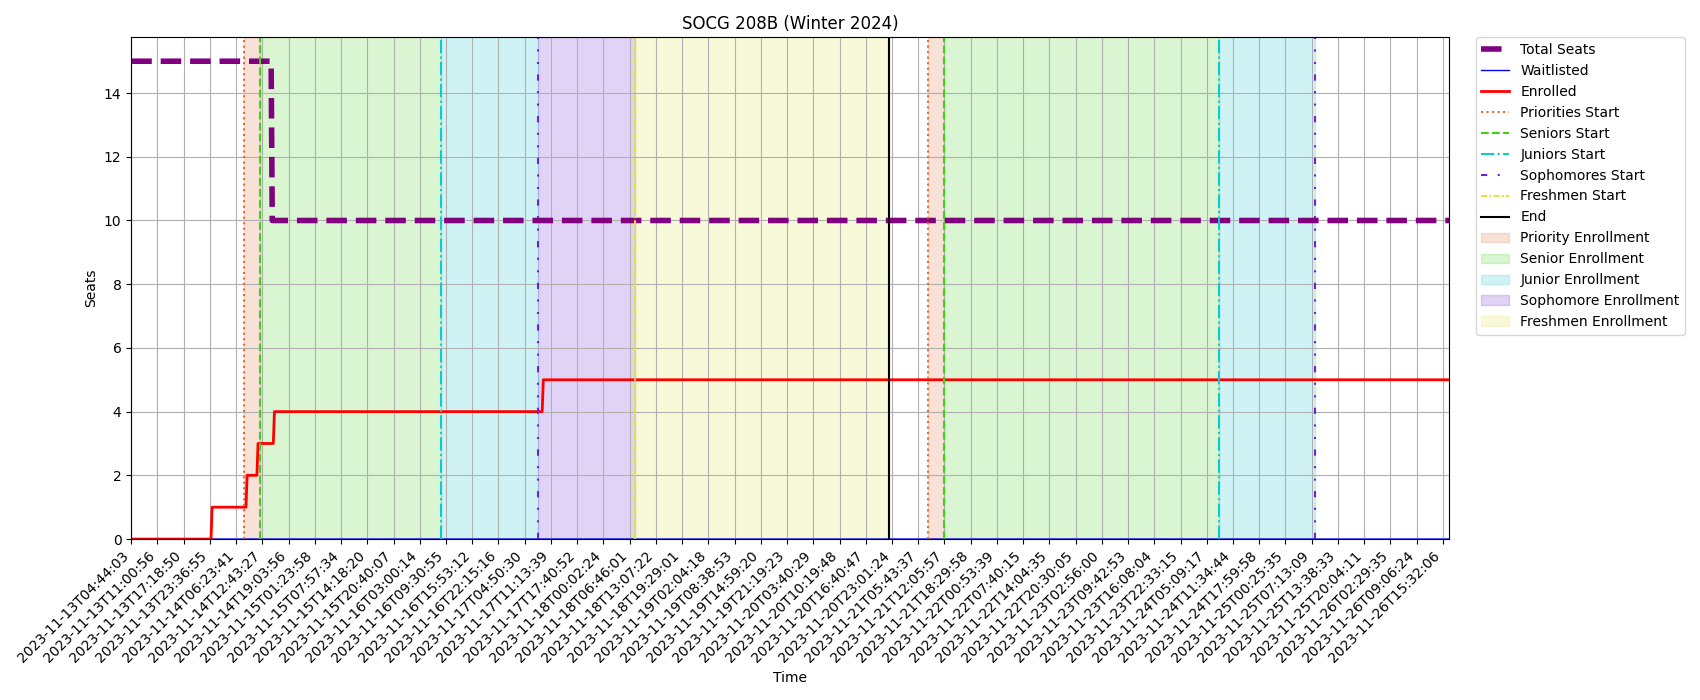 SOCG 208B (Winter 2024)
Seats
14
12
10
8
6
4
2
0
2023-11-13T04:44:03
2023-11-13T11:00:56
2023-11-13T17:18:50
2023-11-13T23:36:55
2023-11-14T06:23:41
2023-11-14T12:43:27
2023-11-14T19:03:56
2023-11-15T01:23:58
2023-11-15T07:57:34
2023-11-15T14:18:20
2023-11-15T20:40:07
2023-11-16T03:00:14
2023-11-16T09:30:55
2023-11-16T15:53:12
2023-11-16T22:15:16
2023-11-17T04:50:30
2023-11-17T11:13:39
2023-11-17T17:40:52
2023-11-18T00:02:24
2023-11-18T06:46:01
2023-11-18T13:07:22
2023-11-18T19:29:01
2023-11-19T02:04:18
2023-11-19T08:38:53
2023-11-19T14:59:20
2023-11-19T21:19:23
2023-11-20T03:40:29
2023-11-20T10:19:48
2023-11-20T16:40:47
2023-11-20T23:01:24
2023-11-21T05:43:37
2023-11-21T12:05:57
2023-11-21T18:29:58
2023-11-22T00:53:39
2023-11-22T07:40:15
2023-11-22T14:04:35
2023-11-22T20:30:05
2023-11-23T02:56:00
2023-11-23T09:42:53
2023-11-23T16:08:04
2023-11-23T22:33:15
2023-11-24T05:09:17
2023-11-24T11:34:44
2023-11-24T17:59:58
2023-11-25T00:25:35
2023-11-25T07:13:09
2023-11-25T13:38:33
2023-11-25T20:04:11
2023-11-26T02:29:35
2023-11-26T09:06:24
2023-11-26T15:32:06
Time
Total Seats
Waitlisted
Enrolled
Priorities Start
Seniors Start
Juniors Start
Sophomores Start
Freshmen Start
End
Priority Enrollment
Senior Enrollment
Junior Enrollment
Sophomore Enrollment
Freshmen Enrollment